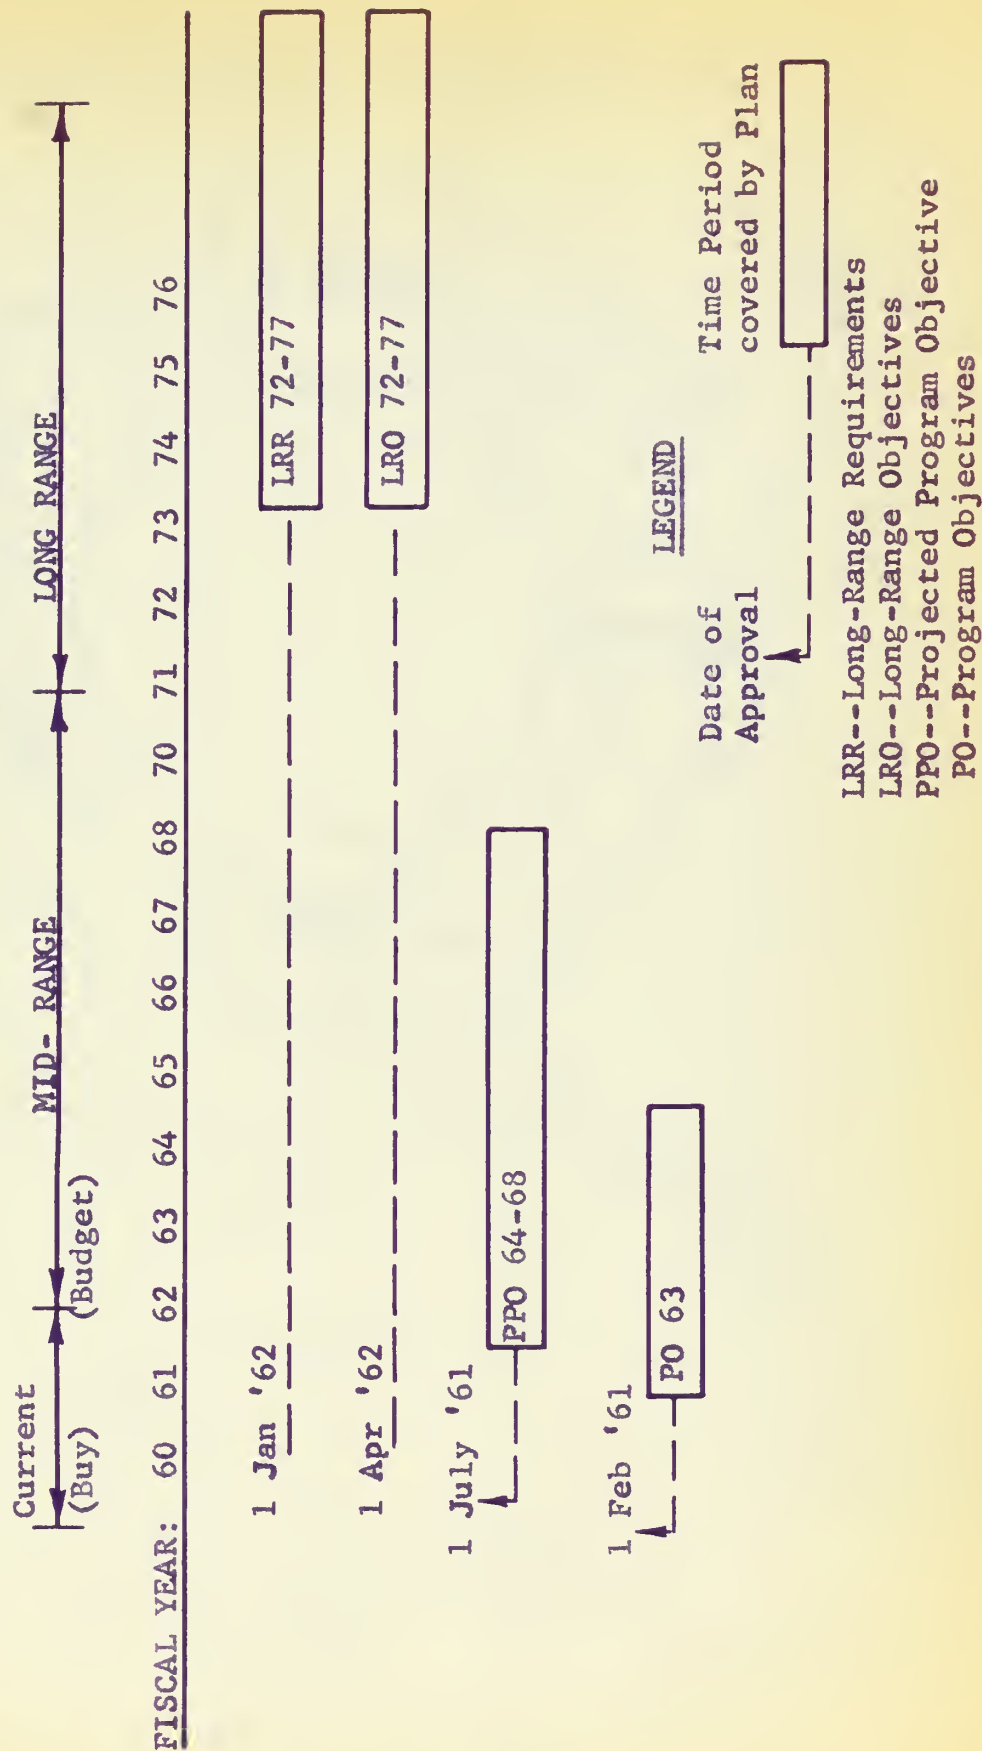 Current
(Buy)
MID- RANGE
(Budget)
LONG RANGE
FISCAL YEAR: 60 61 62 63 64 65 66 67 68 70 71 72 73 74 75 76
1 Jan '62
LRR 72-77
1 Apr '62
LRO 72-77
1 July '61
PPO 64-68
1 Feb '61
PO 63
LEGEND
Date of
Approval
Time Period
covered by Plan
LRR--Long-Range Requirements
LRO--Long-Range Objectives
PPO--Projected Program Objective
PO--Program Objectives